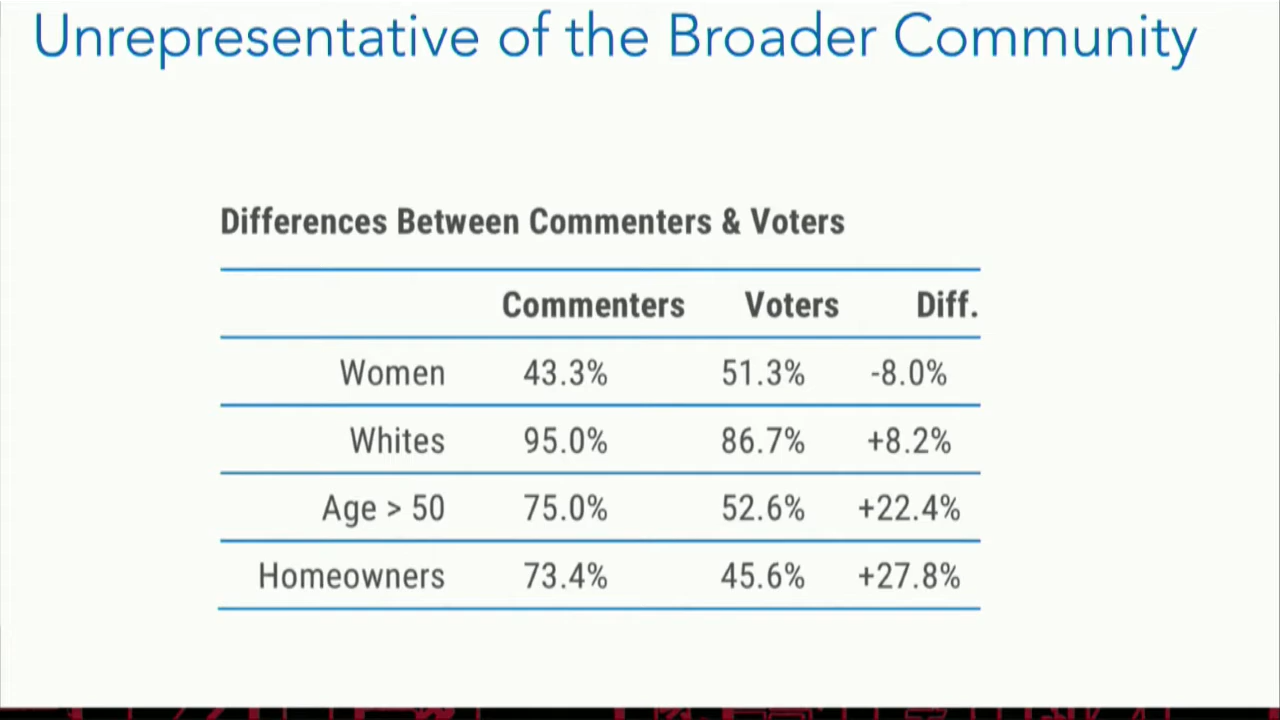 Unrepresentative of the Broader Community
Differences Between Commenters & Voters
Commenters Voters Diff.
Women 43.3% 51.3% -8.0%
Whites 95.0% 86.7% +8.2%
Age > 50 75.0% 52.6% +22.4%
Homeowners 73.4% 45.6% +27.8%